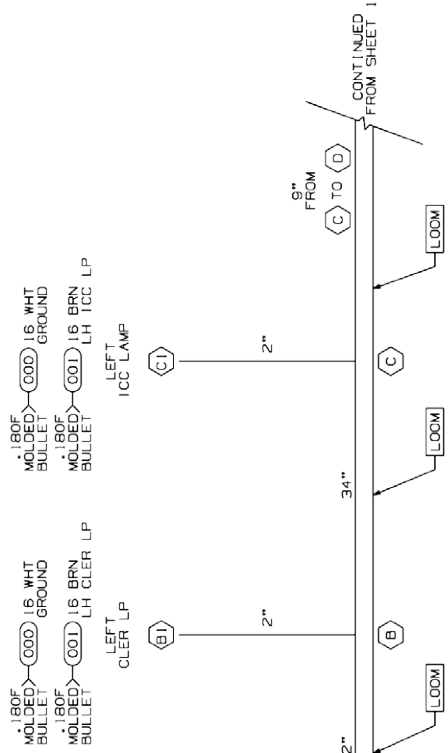 .180F
MOLDED 000 16 WHT
BULLET GROUND
.180F
MOLDED 001 16 BRN
BULLET LH CLER LP
LEFT
CLER LP
B1
2"
.180F
MOLDED 000 16 WHT
BULLET GROUND
.180F
MOLDED 001 16 BRN
BULLET LH ICC LP
LEFT
ICC LAMP
C1
2"
9"
FROM
C TO D
CONTINUED
FROM SHEET 1
2"
34"
B
C
LOOM
LOOM
LOOM